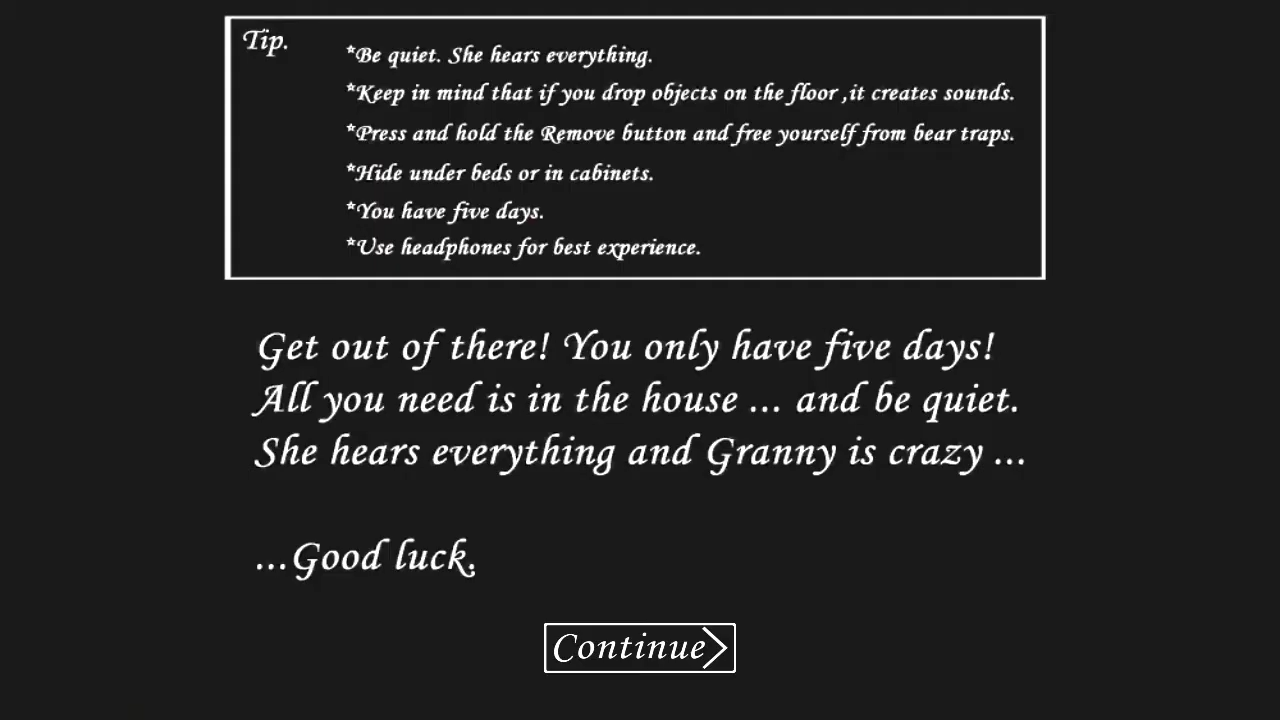 Tip.
*Be quiet. She hears everything.
*Keep in mind that if you drop objects on the floor ,it creates sounds.
*Press and hold the Remove button and free yourself from bear traps.
*Hide under beds or in cabinets.
*You have five days.
*Use headphones for best experience.
Get out of there! You only have five days!
All you need is in the house ... and be quiet.
She hears everything and Granny is crazy ...
...Good luck.
Continue>